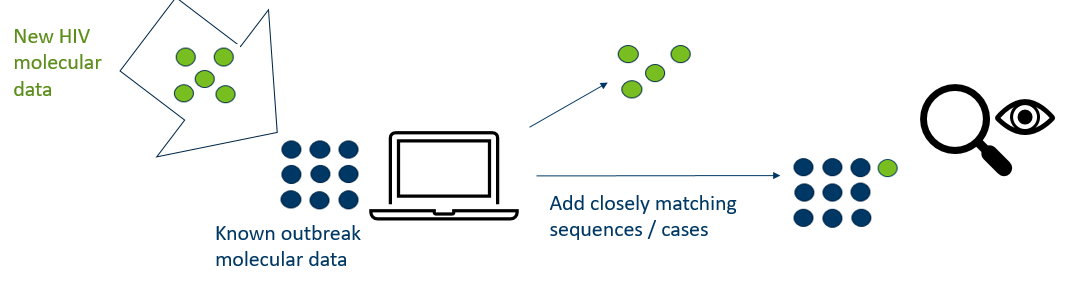 New HIV
molecular
data
Known outbreak
molecular data
Add closely matching
sequences / cases